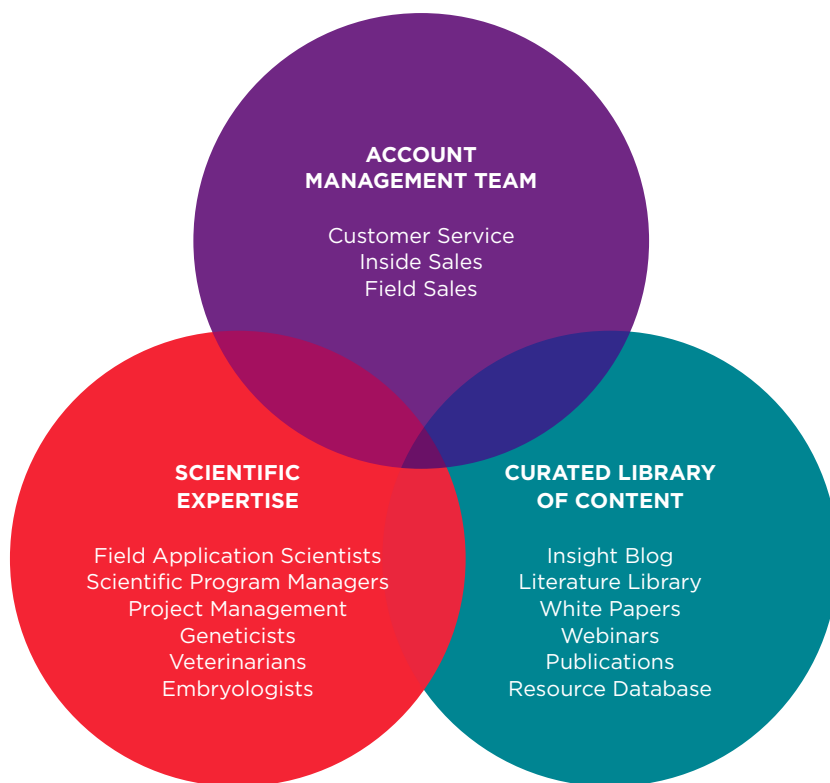 ACCOUNT
MANAGEMENT TEAM
Customer Service
Inside Sales
Field Sales
SCIENTIFIC
EXPERTISE
Field Application Scientists
Scientific Program Managers
Project Management
Geneticists
Veterinarians
Embryologists
CURATED LIBRARY
OF CONTENT
Insight Blog
Literature Library
White Papers
Webinars
Publications
Resource Database